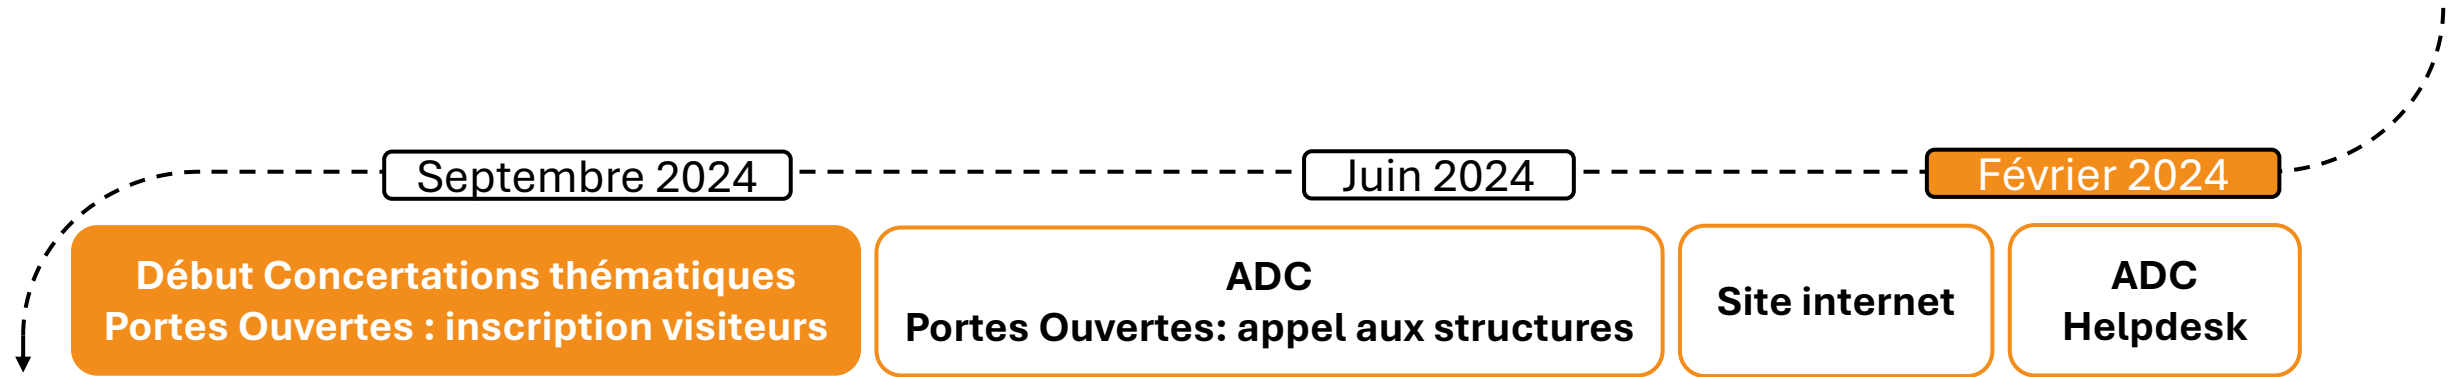 Septembre 2024
Juin 2024
Février 2024
Début Concertations thématiques
Portes Ouvertes : inscription visiteurs
ADC
Portes Ouvertes: appel aux structures
Site internet
ADC
Helpdesk